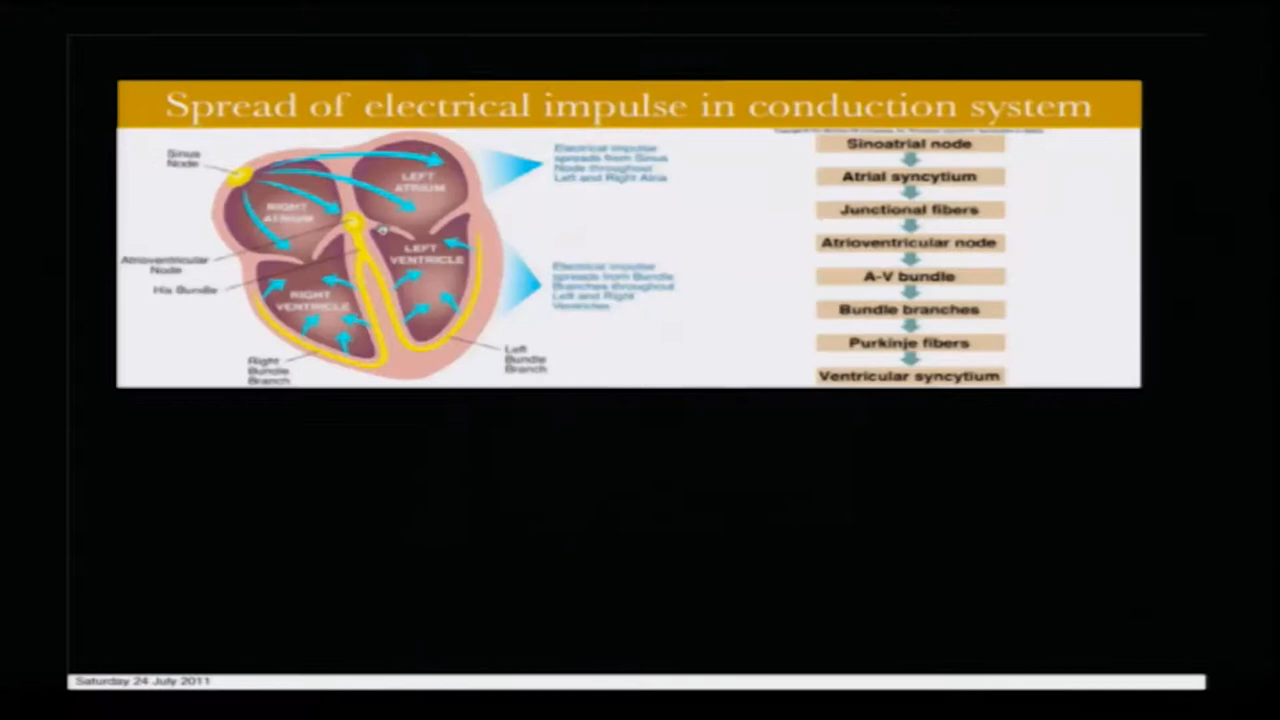 Spread of electrical impulse in conduction system
Sinus
Node
LEFT
ATRIUM
RIGHT
ATRIUM
Electrical impulse
spreads from Sinus
Node throughout
Left and Right Atria
Atrioventricular
Node
His Bundle
LEFT
VENTRICLE
RIGHT
VENTRICLE
Electrical impulse
spreads from Bundle
Branches throughout
Left and Right
Ventricles
Right
Bundle
Branch
Left
Bundle
Branch
Sinoatrial node
Atrial syncytium
Junctional fibers
Atrioventricular node
A-V bundle
Bundle branches
Purkinje fibers
Ventricular syncytium
Saturday 24 July 2011